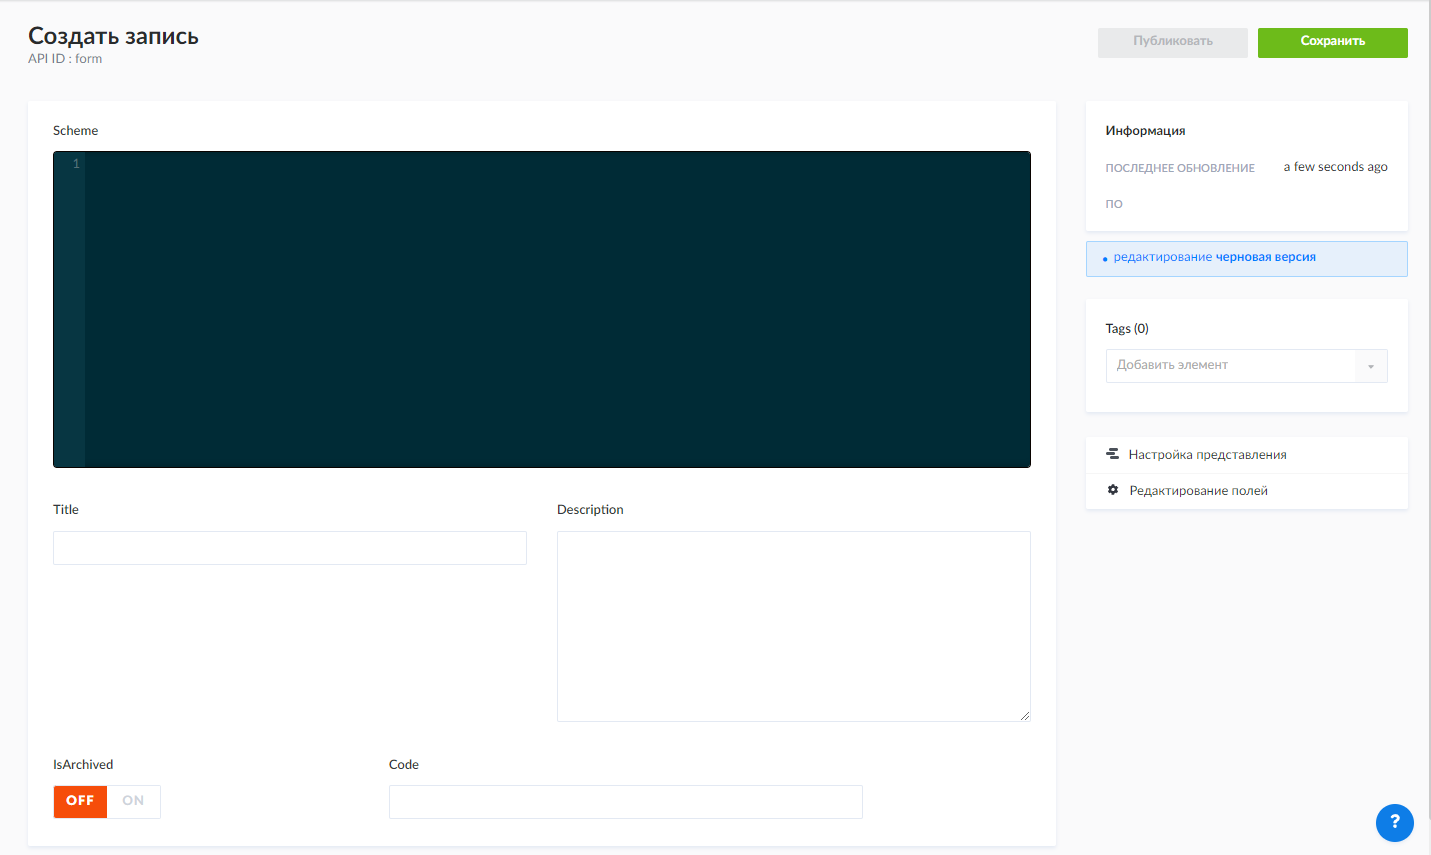 Создать запись
API ID : form
Публиковать
Сохранить
Scheme
1
Title
Description
IsArchived
OFF ON
Code
Информация
ПОСЛЕДНЕЕ ОБНОВЛЕНИЕ a few seconds ago
ПО
• редактирование черновая версия
Tags (0)
Добавить элемент
Настройка представления
Редактирование полей
?